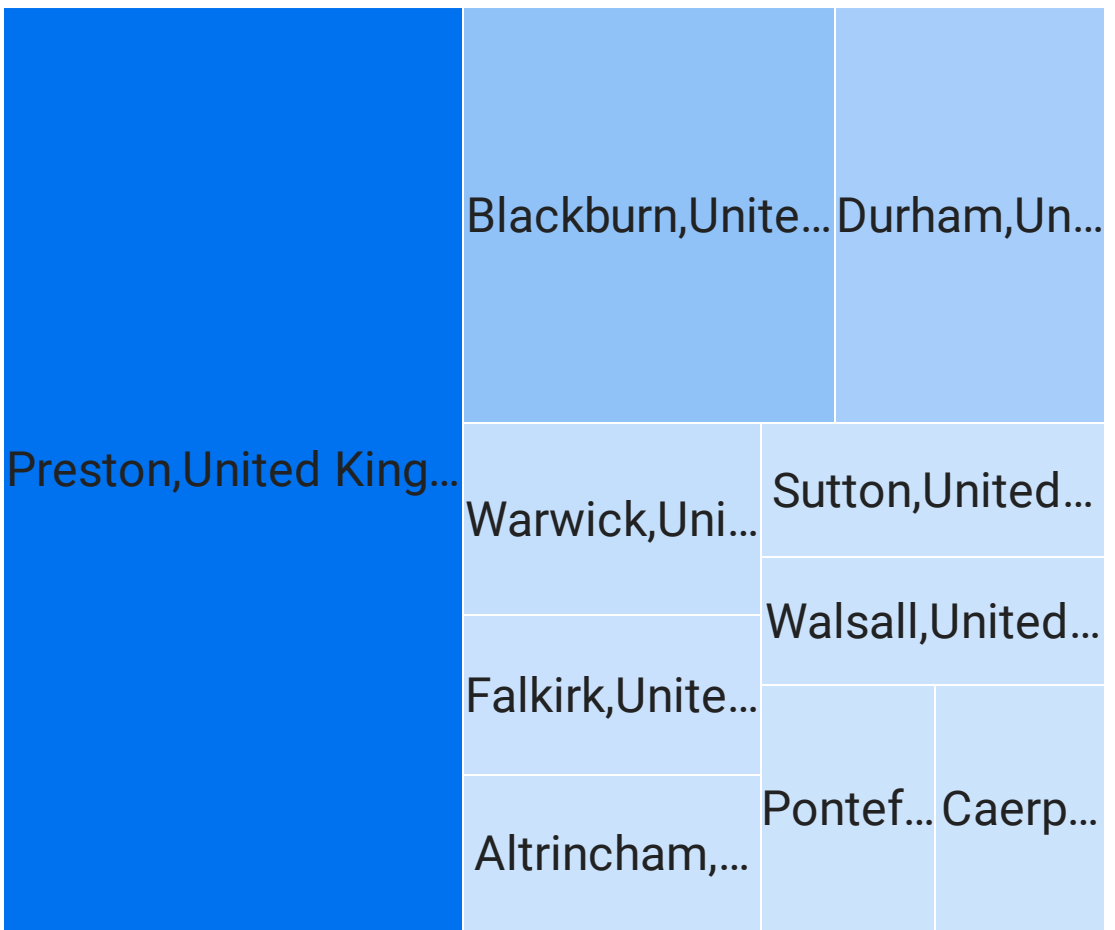 Preston,United King...
Blackburn,Unite...
Durham,Un...
Warwick,Uni...
Sutton,United...
Walsall,United...
Falkirk,Unite...
Altrincham,...
Pontef...
Caerp...